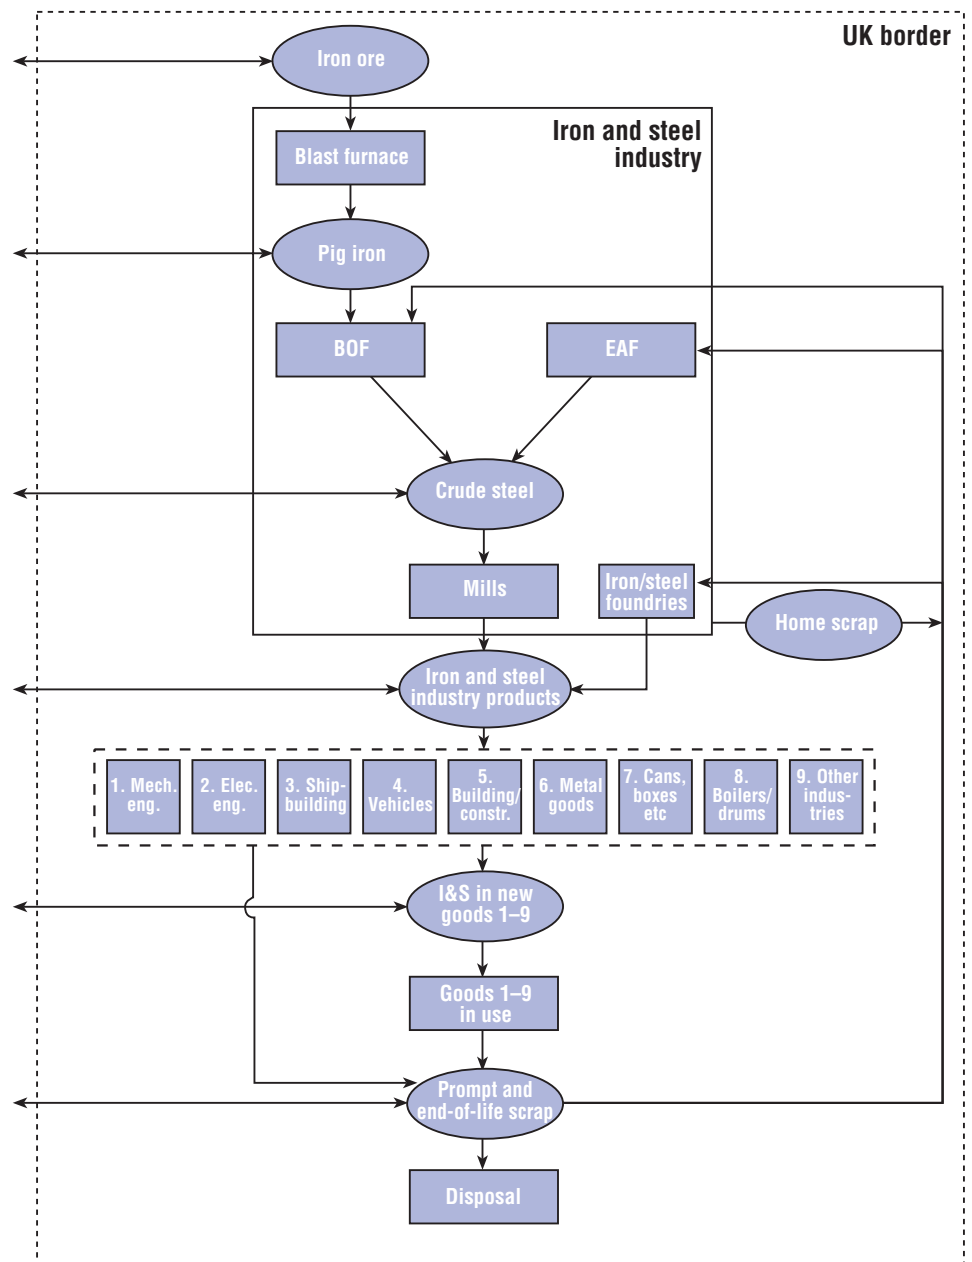 UK border
Iron ore
Iron and steel
industry
Blast furnace
Pig iron
BOF
EAF
Crude steel
Mills
Iron/steel
foundries
Home scrap
Iron and steel
industry products
1. Mech.
eng.
2. Elec.
eng.
3. Ship-
building
4.
Vehicles
5.
Building/
constr.
6. Metal
goods
7. Cans,
boxes
etc
8.
Boilers/
drums
9. Other
indus-
tries
I&S in new
goods 1–9
Goods 1–9
in use
Prompt and
end-of-life scrap
Disposal